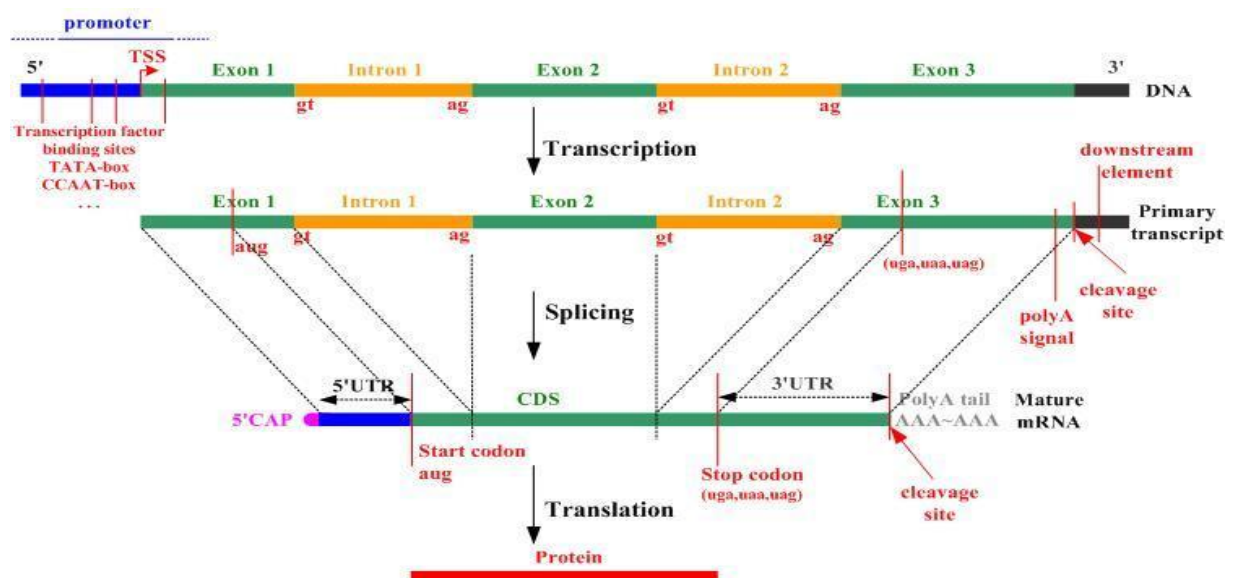 promoter
5'
TSS
Exon 1
Intron 1
Exon 2
Intron 2
Exon 3
3'
DNA
gt
ag
gt
ag
Transcription factor
binding sites
TATA-box
CCAAT-box
...
Transcription
downstream
element
Exon 1
Intron 1
Exon 2
Intron 2
Exon 3
Primary
transcript
aug
gt
ag
gt
ag
(uga,uaa,uag)
cleavage
site
polyA
signal
Splicing
5'UTR
CDS
3'UTR
5'CAP
PolyA tail
AAA~AAA
Mature
mRNA
Start codon
aug
Stop codon
(uga,uaa,uag)
cleavage
site
Translation
Protein